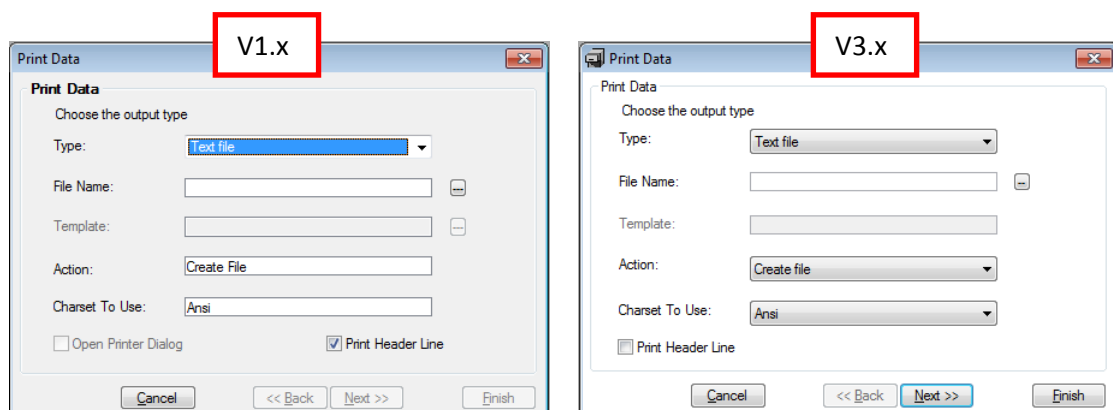 V1.x
Print Data
Print Data
Choose the output type
Type: Text file
File Name: ...
Template: ...
Action: Create File
Charset To Use: Ansi
Open Printer Dialog Print Header Line
Cancel << Back Next >> Finish
V3.x
Print Data
Print Data
Choose the output type
Type: Text file
File Name: ...
Template:
Action: Create file
Charset To Use: Ansi
Print Header Line
Cancel << Back Next >> Finish